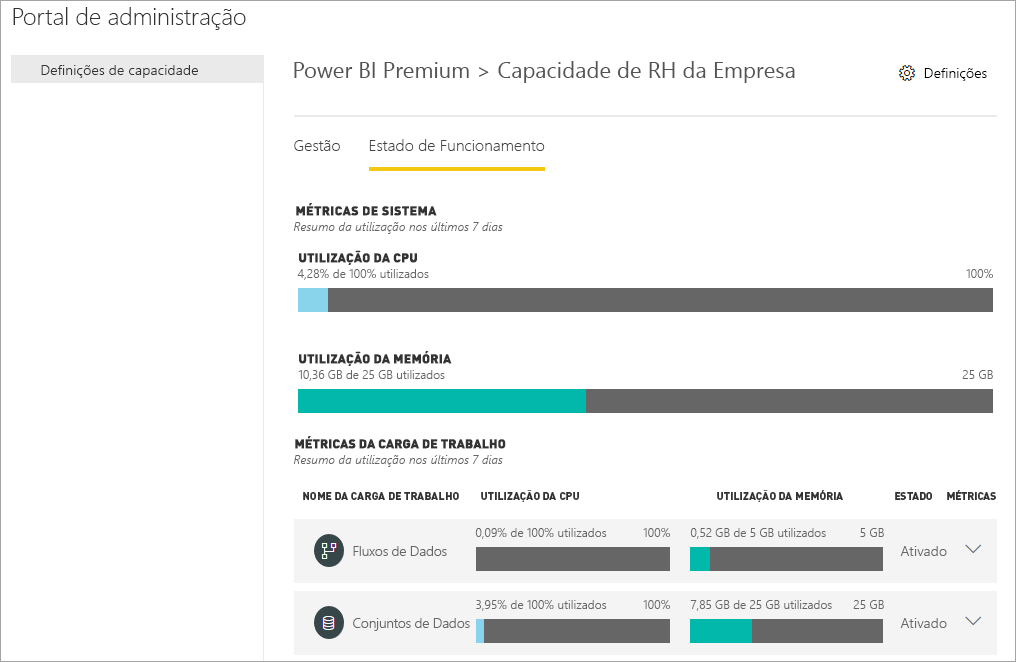 Portal de administração
Definições de capacidade
Power BI Premium > Capacidade de RH da Empresa
Definições
Gestão
Estado de Funcionamento
MÉTRICAS DE SISTEMA
Resumo da utilização nos últimos 7 dias
UTILIZAÇÃO DA CPU
4,28% de 100% utilizados 100%
UTILIZAÇÃO DA MEMÓRIA
10,36 GB de 25 GB utilizados 25 GB
MÉTRICAS DA CARGA DE TRABALHO
Resumo da utilização nos últimos 7 dias
NOME DA CARGA DE TRABALHO UTILIZAÇÃO DA CPU UTILIZAÇÃO DA MEMÓRIA ESTADO MÉTRICAS
0,09% de 100% utilizados 100% 0,52 GB de 5 GB utilizados 5 GB
Fluxos de Dados Ativado
3,95% de 100% utilizados 100% 7,85 GB de 25 GB utilizados 25 GB
Conjuntos de Dados Ativado